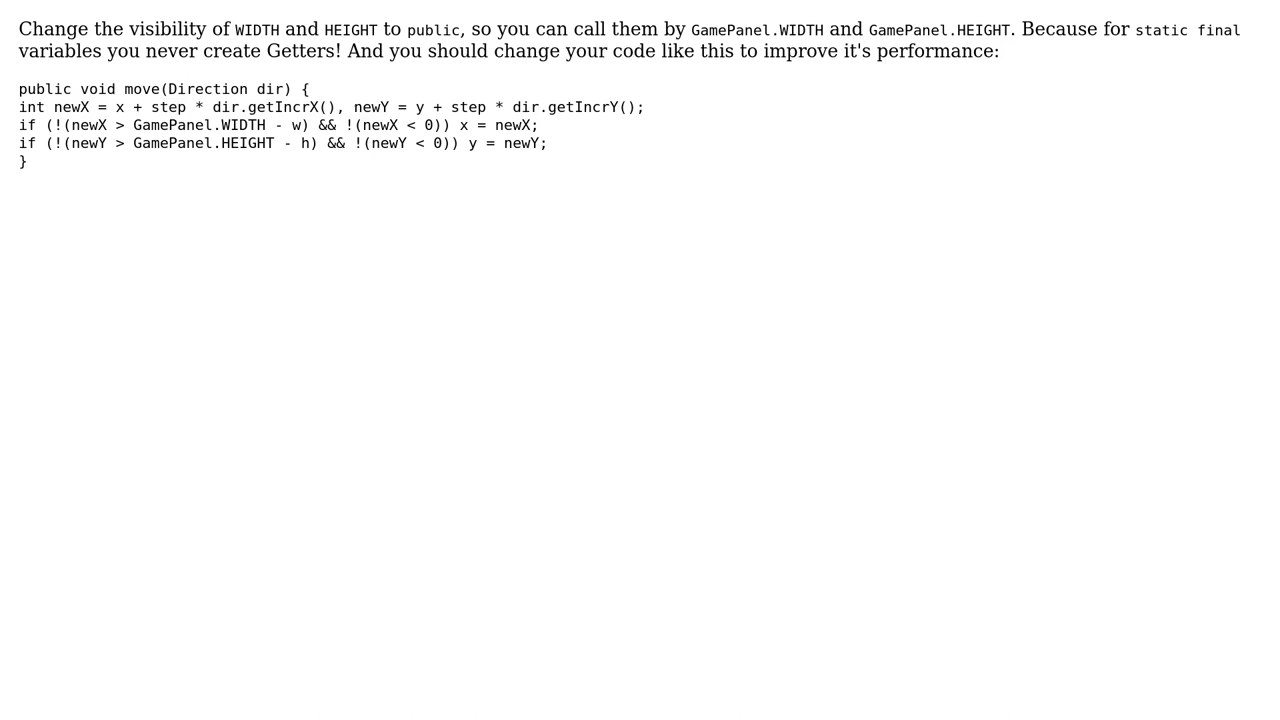 Change the visibility of WIDTH and HEIGHT to public, so you can call them by GamePanel.WIDTH and GamePanel.HEIGHT. Because for static final
variables you never create Getters! And you should change your code like this to improve it's performance:
public void move(Direction dir) {
int newX = x + step * dir.getIncrX(), newY = y + step * dir.getIncrY();
if (!(newX > GamePanel.WIDTH - w) && !(newX < 0)) x = newX;
if (!(newY > GamePanel.HEIGHT - h) && !(newY < 0)) y = newY;
}